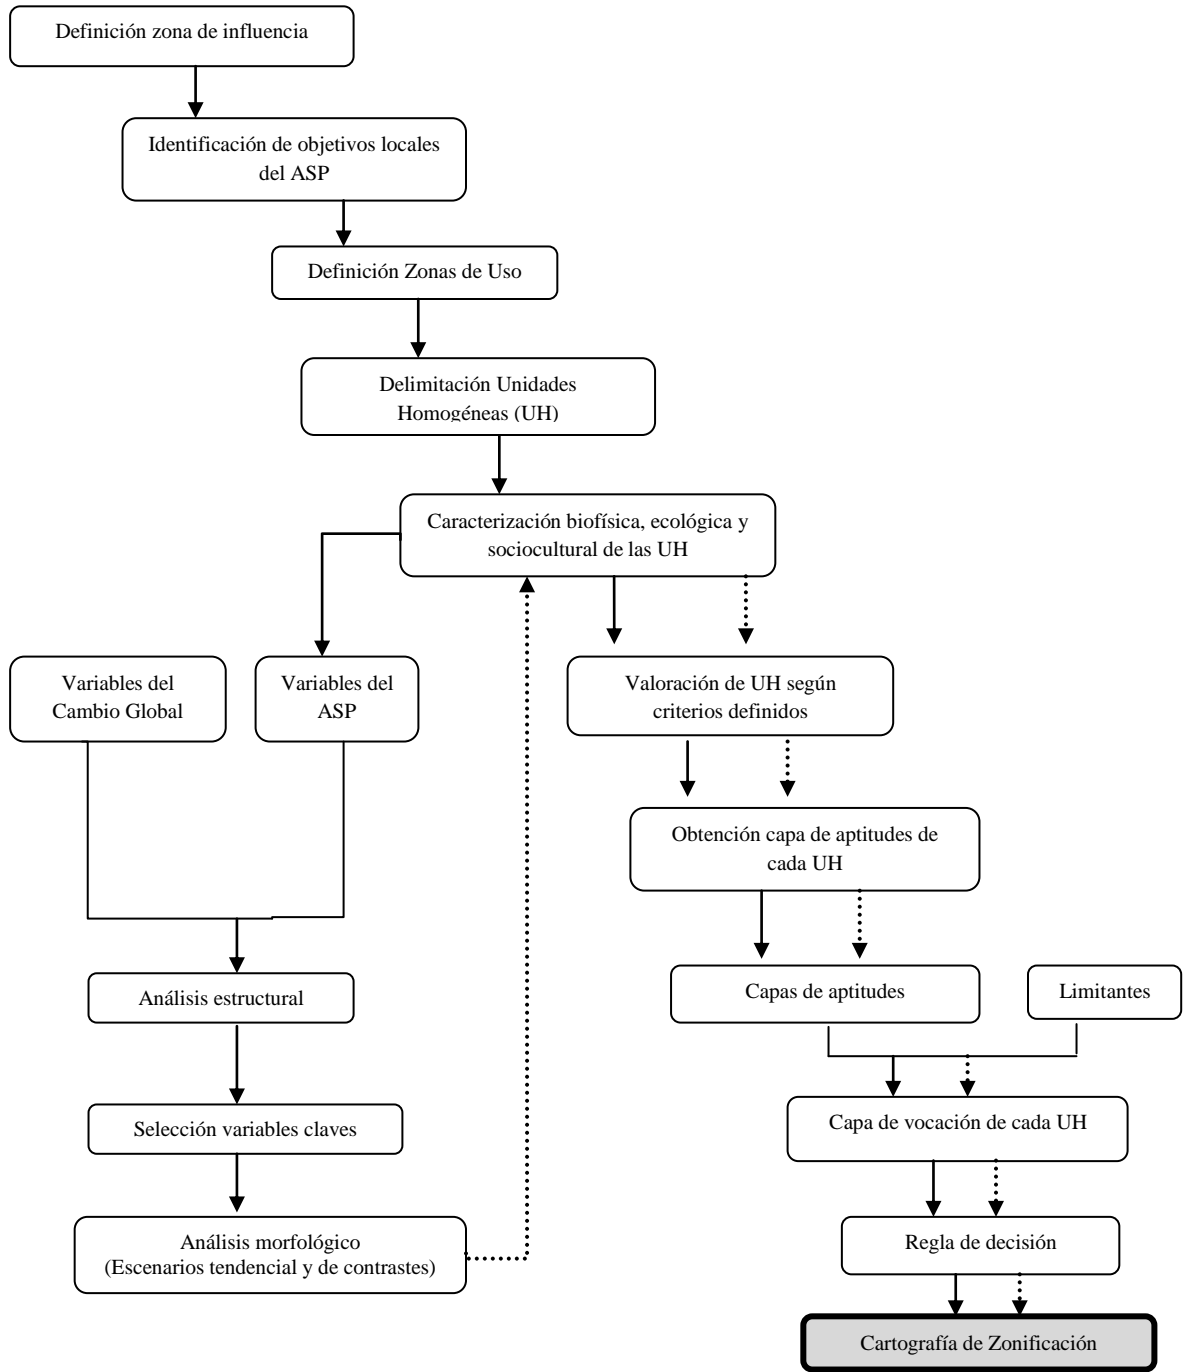 Definición zona de influencia
Identificación de objetivos locales
del ASP
Definición Zonas de Uso
Delimitación Unidades
Homogéneas (UH)
Caracterización biofísica, ecológica y
sociocultural de las UH
Variables del
Cambio Global
Variables del
ASP
Valoración de UH según
criterios definidos
Obtención capa de aptitudes de
cada UH
Análisis estructural
Capas de aptitudes
Limitantes
Selección variables claves
Capa de vocación de cada UH
Análisis morfológico
(Escenarios tendencial y de contrastes)
Regla de decisión
Cartografía de Zonificación